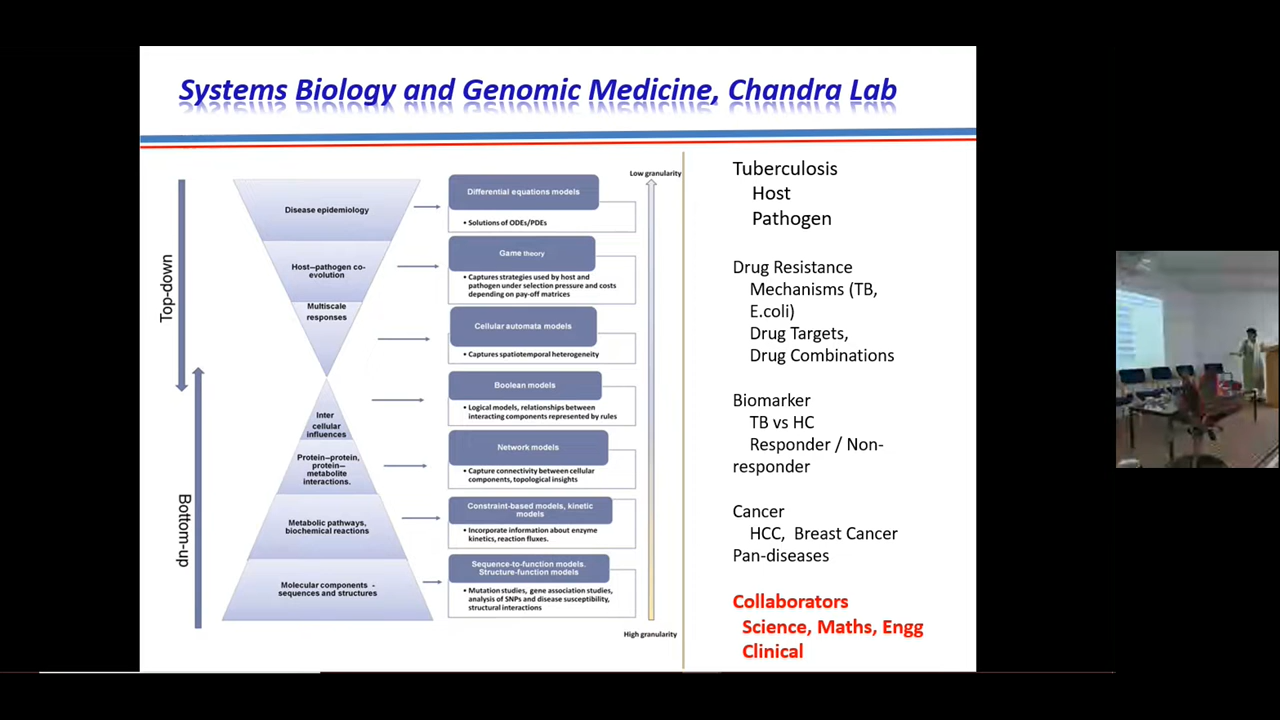 Systems Biology and Genomic Medicine, Chandra Lab
Top-down
Bottom-up
Disease epidemiology
Host–pathogen co-
evolution
Multiscale
responses
Inter
cellular
influences
Protein–protein,
protein–
metabolite
interactions.
Metabolic pathways,
biochemical reactions
Molecular components -
sequences and structures
Differential equations models
• Solutions of ODEs/PDEs
Game theory
• Captures strategies used by host and
pathogen under selection pressure and costs
depending on pay-off matrices
Cellular automata models
• Captures spatiotemporal heterogeneity
Boolean models
• Logical models, relationships between
interacting components represented by rules
Network models
• Capture connectivity between cellular
components, topological insights
Constraint-based models, kinetic
models
• Incorporate information about enzyme
kinetics, reaction fluxes.
Sequence-to-function models.
Structure-function models
• Mutation studies, gene association studies,
analysis of SNPs and disease susceptibility,
structural interactions
Low granularity
High granularity
Tuberculosis
Host
Pathogen
Drug Resistance
Mechanisms (TB,
E.coli)
Drug Targets,
Drug Combinations
Biomarker
TB vs HC
Responder / Non-
responder
Cancer
HCC, Breast Cancer
Pan-diseases
Collaborators
Science, Maths, Engg
Clinical